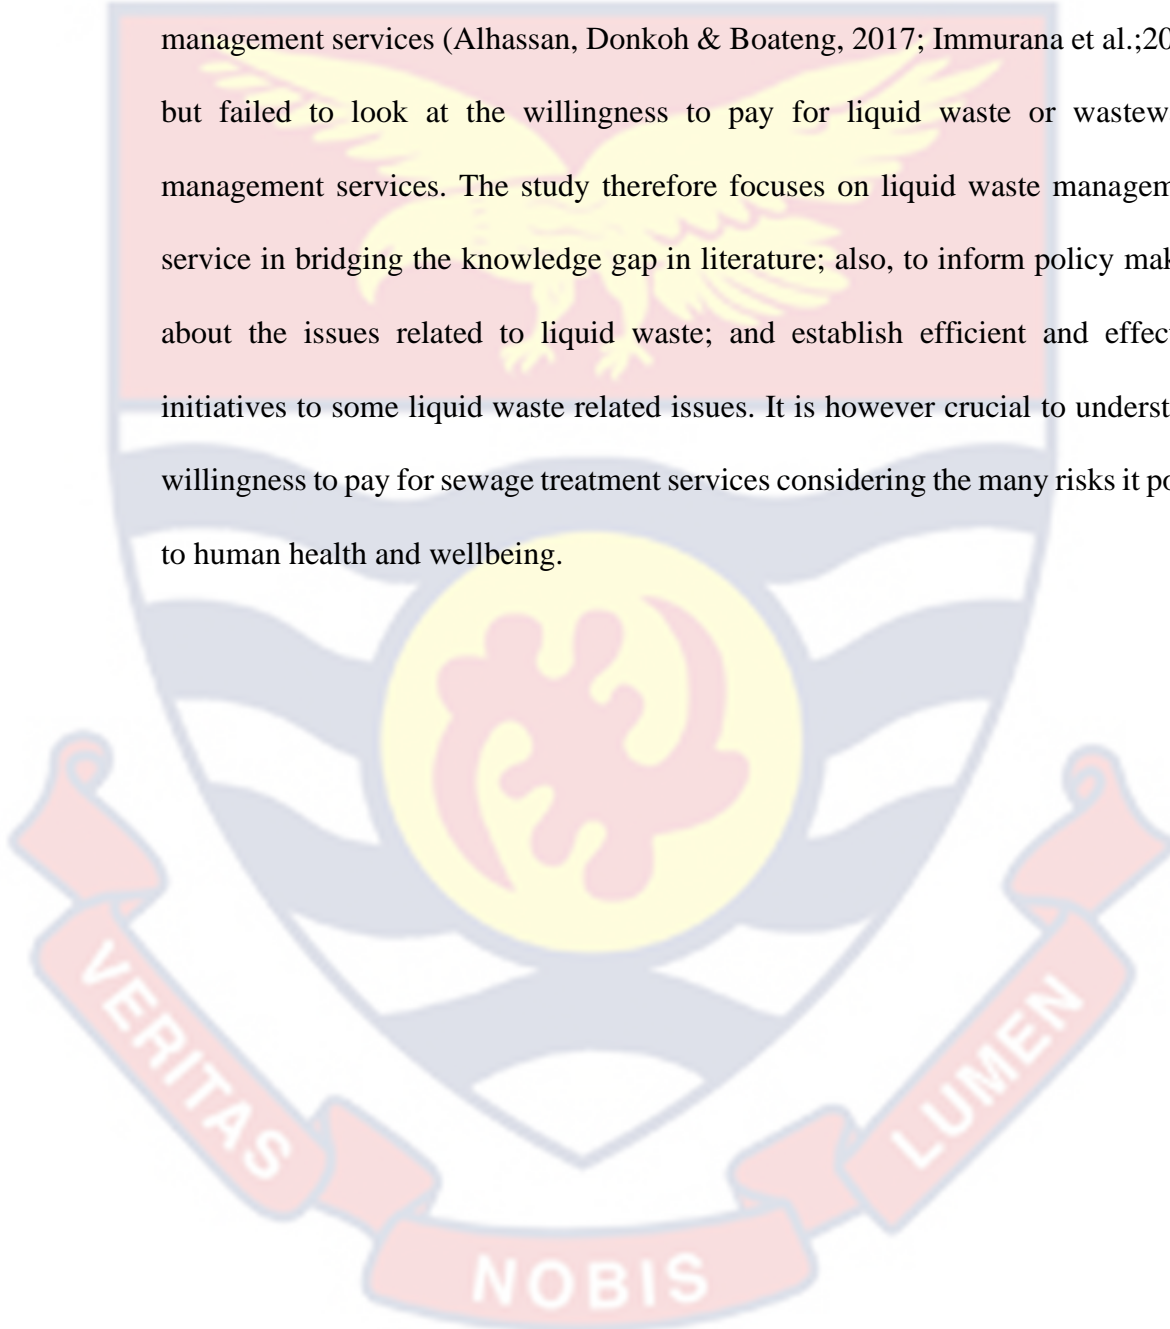 management services (Alhassan, Donkoh & Boateng, 2017; Immurana et al.;20
but failed to look at the willingness to pay for liquid waste or wastew
management services. The study therefore focuses on liquid waste managem
service in bridging the knowledge gap in literature; also, to inform policy mak
about the issues related to liquid waste; and establish efficient and effect
initiatives to some liquid waste related issues. It is however crucial to underst
willingness to pay for sewage treatment services considering the many risks it po
to human health and wellbeing.
VERITAS
NOBIS
LUMEN